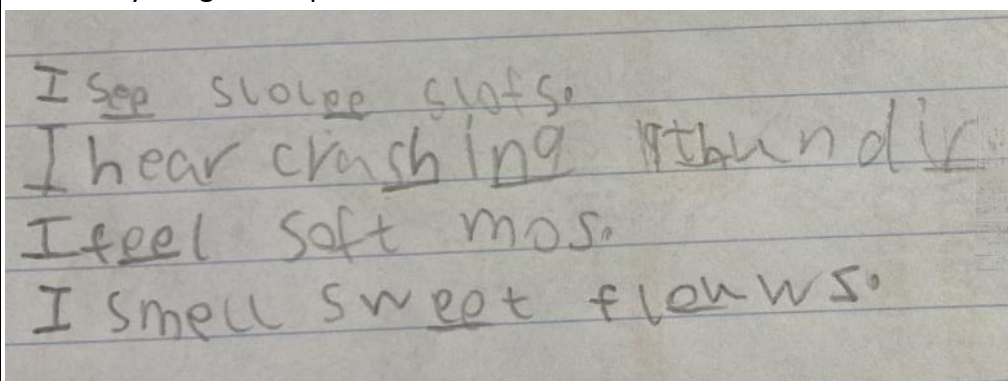 I see slolee slofs.
I hear crashing thundir.
I feel soft mos.
I smell sweet flouws.